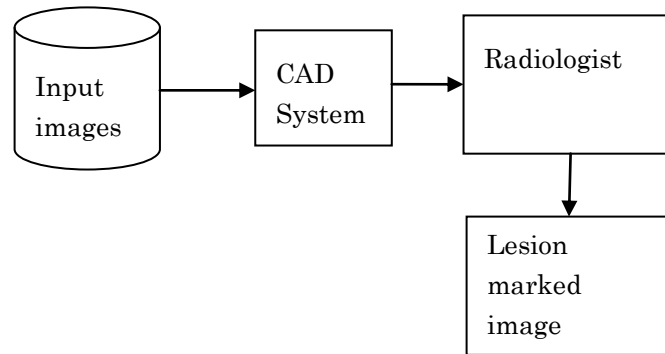 Input
images
CAD
System
Radiologist
Lesion
marked
image